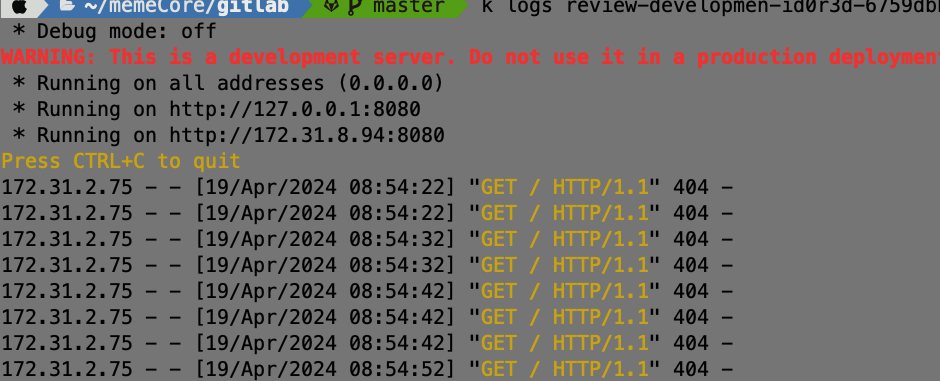 ~/memeCore/gitlab master k logs review-developmen-id0r3d-6759db
* Debug mode: off
WARNING: This is a development server. Do not use it in a production deploymen
* Running on all addresses (0.0.0.0)
* Running on http://127.0.0.1:8080
* Running on http://172.31.8.94:8080
Press CTRL+C to quit
172.31.2.75 - - [19/Apr/2024 08:54:22] "GET / HTTP/1.1" 404 -
172.31.2.75 - - [19/Apr/2024 08:54:22] "GET / HTTP/1.1" 404 -
172.31.2.75 - - [19/Apr/2024 08:54:32] "GET / HTTP/1.1" 404 -
172.31.2.75 - - [19/Apr/2024 08:54:32] "GET / HTTP/1.1" 404 -
172.31.2.75 - - [19/Apr/2024 08:54:42] "GET / HTTP/1.1" 404 -
172.31.2.75 - - [19/Apr/2024 08:54:42] "GET / HTTP/1.1" 404 -
172.31.2.75 - - [19/Apr/2024 08:54:42] "GET / HTTP/1.1" 404 -
172.31.2.75 - - [19/Apr/2024 08:54:52] "GET / HTTP/1.1" 404 -